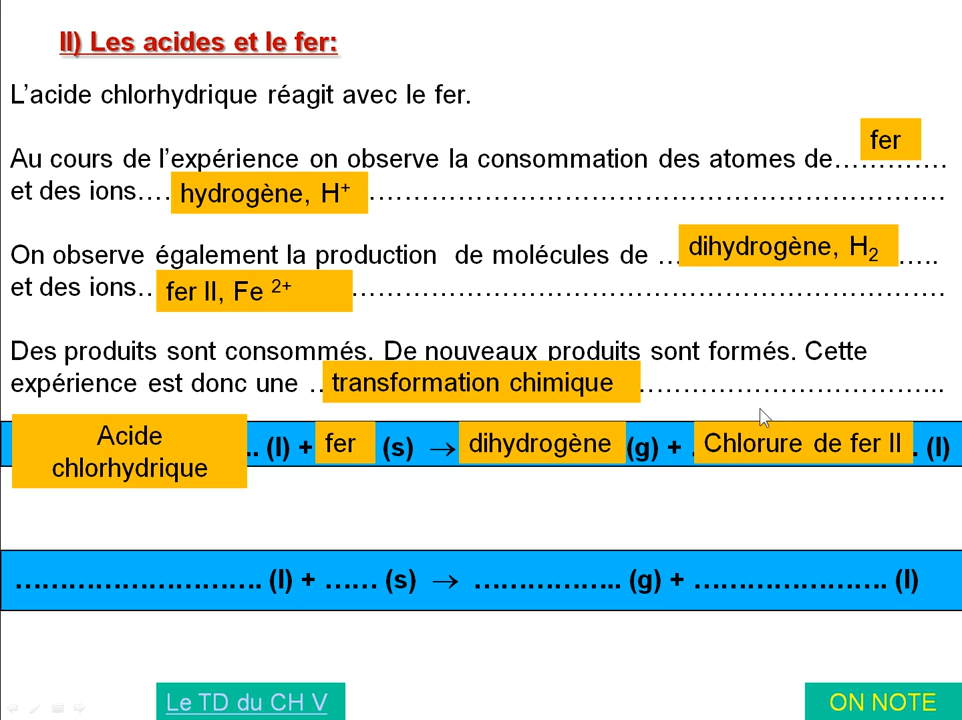 II) Les acides et le fer:
L'acide chlorhydrique réagit avec le fer.
Au cours de l'expérience on observe la consommation des atomes de…fer……….
et des ions….hydrogène, H⁺.……………………………………………………….
On observe également la production  de molécules de …dihydrogène, H₂…..
et des ions…fer II, Fe ²⁺…………………………………………………………….
Des produits sont consommés. De nouveaux produits sont formés. Cette
expérience est donc une …transformation chimique…………………………...
Acide chlorhydrique.. (l) + fer (s) → dihydrogène (g) + .Chlorure de fer II. (l)
………………………. (l) + …… (s) → …………….. (g) + …………………. (l)
Le TD du CH V
ON NOTE